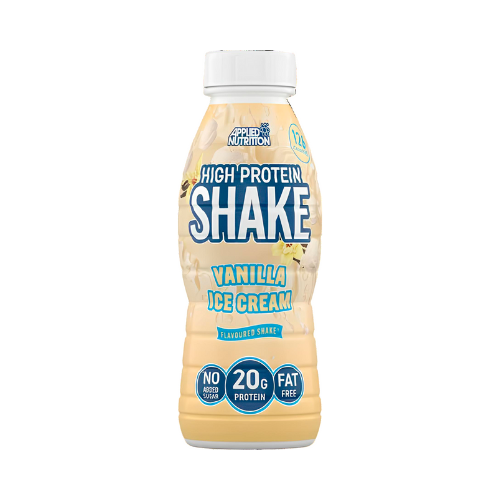 APPLIED
NUTRITION
HIGH PROTEIN
SHAKE
VANILLA
ICE CREAM
FLAVOURED SHAKE
NO
ADDED
SUGAR
20G
PROTEIN
FAT
FREE